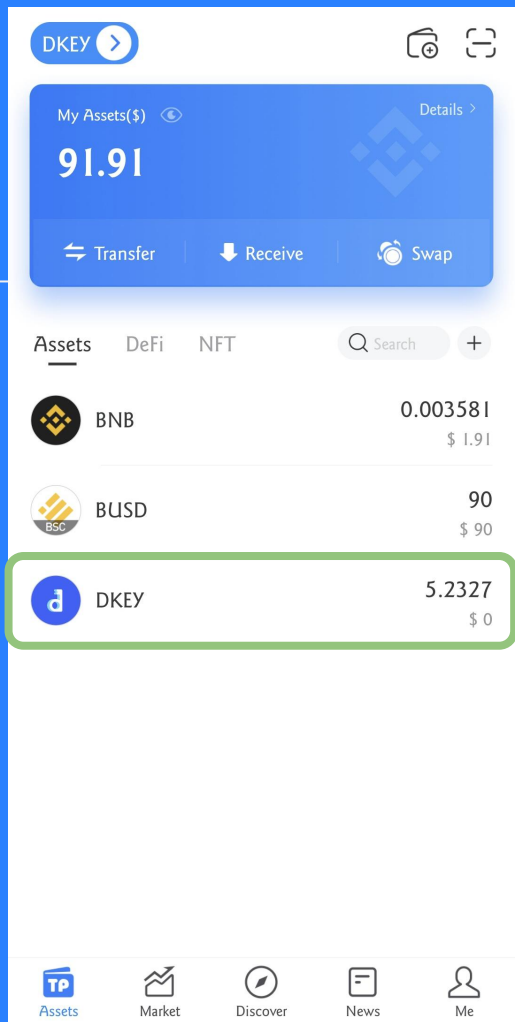 DKEY
My Assets($)
Details >
91.91
Transfer
Receive
Swap
Assets DeFi NFT
Search
BNB
0.003581
$ 1.91
BUSD
90
BSC
$ 90
d
DKEY
5.2327
$ 0
TP
Assets
Market
Discover
News
Me